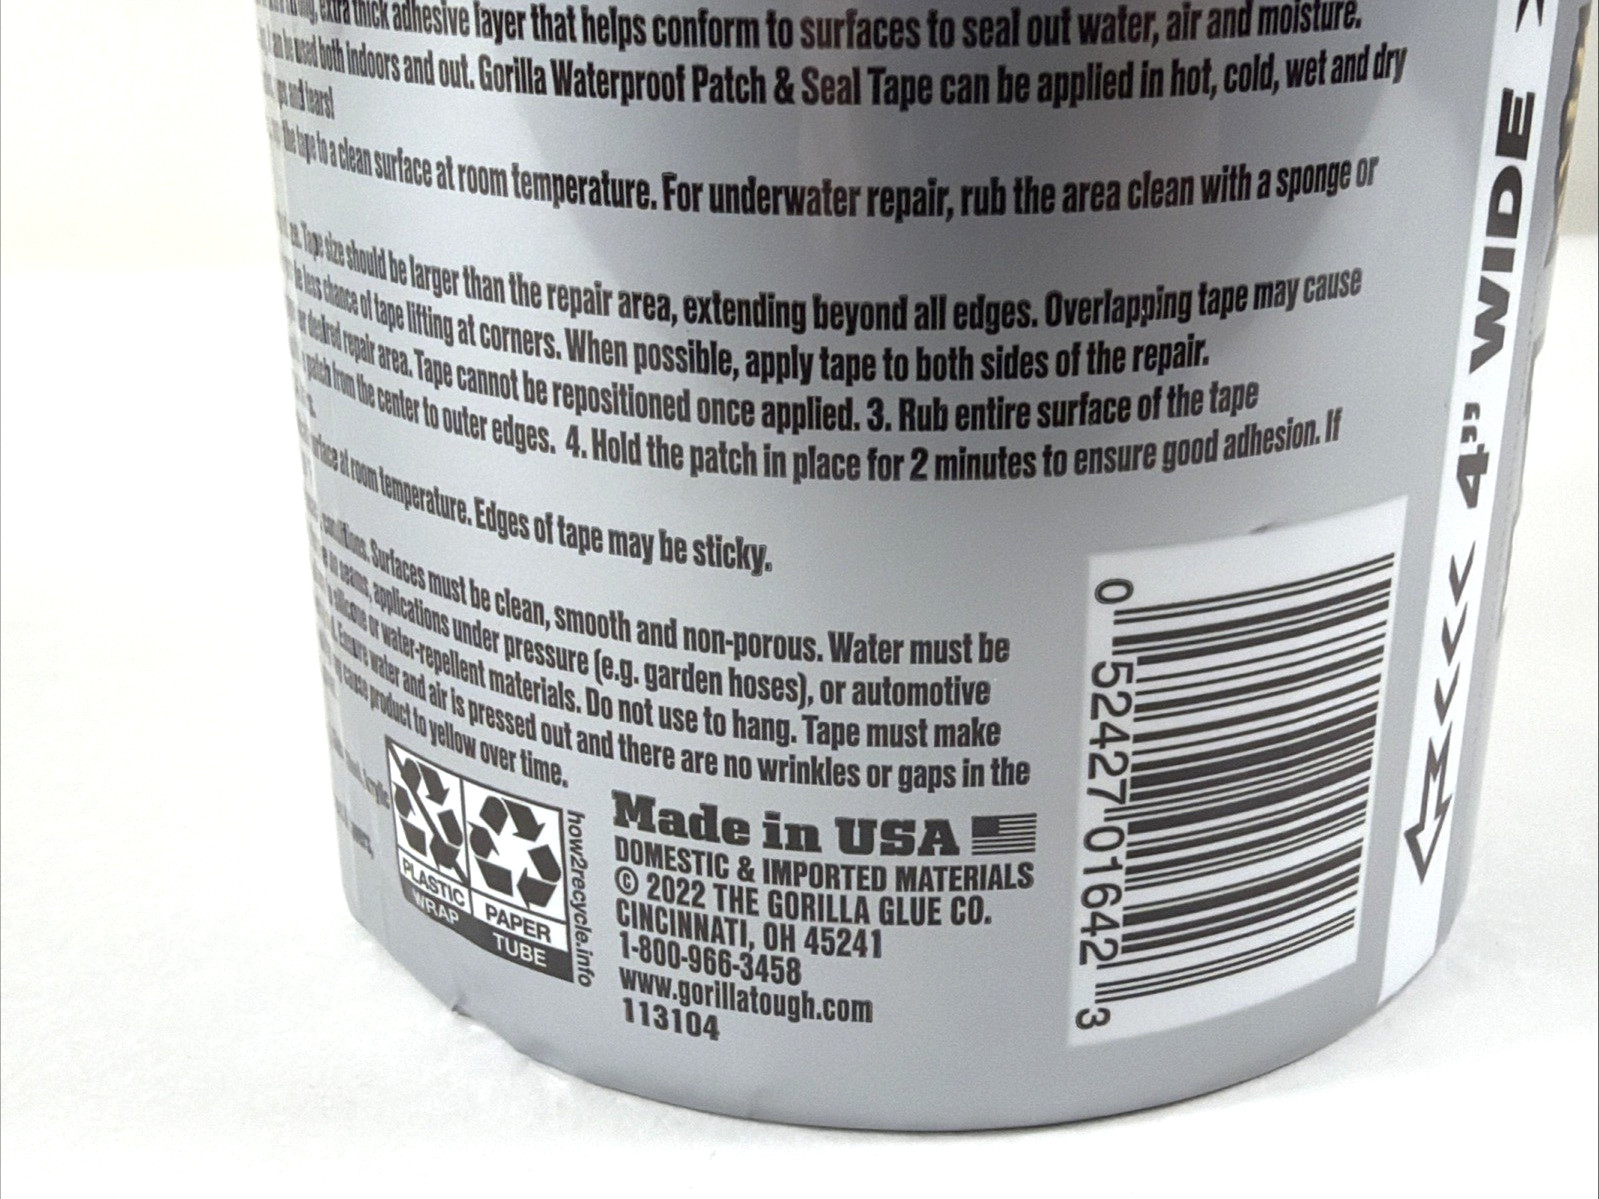 extra thick adhesive layer that helps conform to surfaces to seal out water, air and moisture.
can be used both indoors and out. Gorilla Waterproof Patch & Seal Tape can be applied in hot, cold, wet and dry
and tears!
the tape to a clean surface at room temperature. For underwater repair, rub the area clean with a sponge or
Tape size should be larger than the repair area, extending beyond all edges. Overlapping tape may cause
less chance of tape lifting at corners. When possible, apply tape to both sides of the repair.
desired repair area. Tape cannot be repositioned once applied. 3. Rub entire surface of the tape
patch from the center to outer edges. 4. Hold the patch in place for 2 minutes to ensure good adhesion. If
surface at room temperature. Edges of tape may be sticky.
conditions. Surfaces must be clean, smooth and non-porous. Water must be
on seams, applications under pressure (e.g. garden hoses), or automotive
silicone or water-repellent materials. Do not use to hang. Tape must make
4. Ensure water and air is pressed out and there are no wrinkles or gaps in the
cause product to yellow over time.
PLASTIC
WRAP
PAPER
TUBE
how2recycle.info
Made in USA
DOMESTIC & IMPORTED MATERIALS
© 2022 THE GORILLA GLUE CO.
CINCINNATI, OH 45241
1-800-966-3458
www.gorillatough.com
113104
0 52427 01642 3
4" WIDE